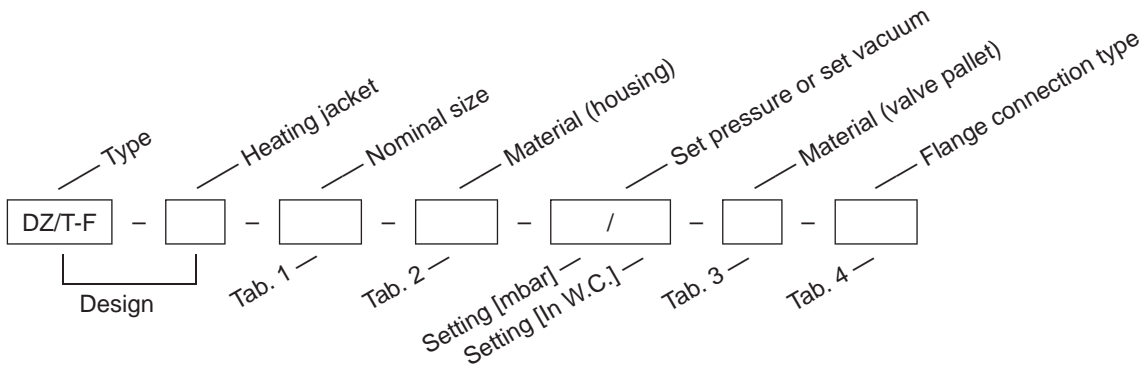 Type
Heating jacket
Nominal size
Material (housing)
Set pressure or set vacuum
Material (valve pallet)
Flange connection type
DZ/T-F – – – – / – –
Design
Tab. 1
Tab. 2
Setting [mbar]
Setting [In W.C.]
Tab. 3
Tab. 4